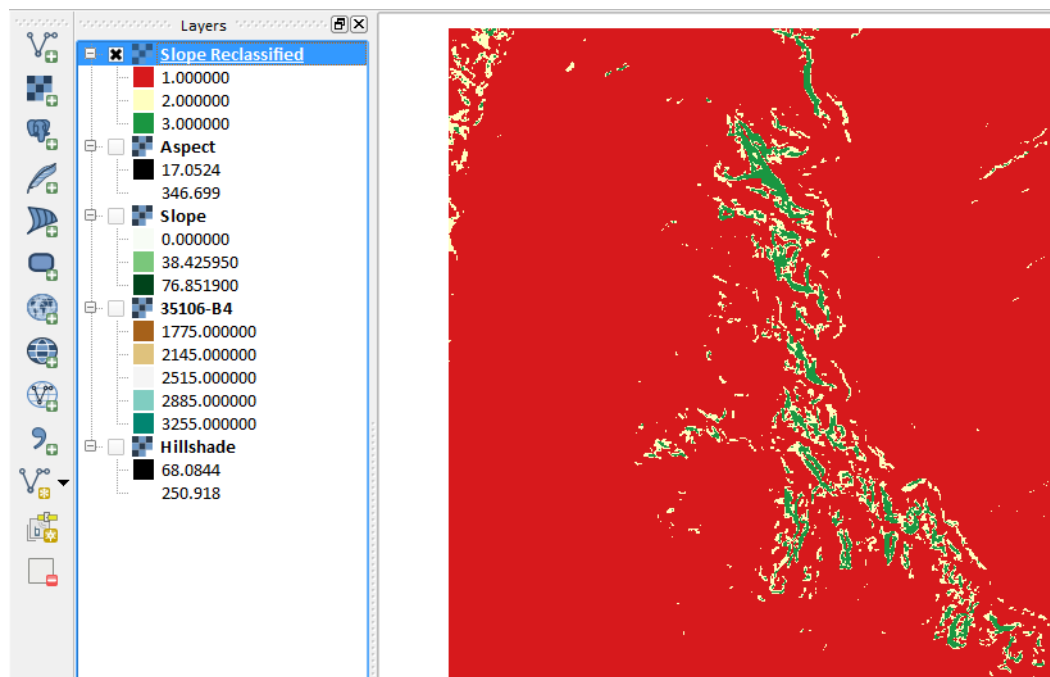 Layers
Slope Reclassified
1.000000
2.000000
3.000000
Aspect
17.0524
346.699
Slope
0.000000
38.425950
76.851900
35106-B4
1775.000000
2145.000000
2515.000000
2885.000000
3255.000000
Hillshade
68.0844
250.918